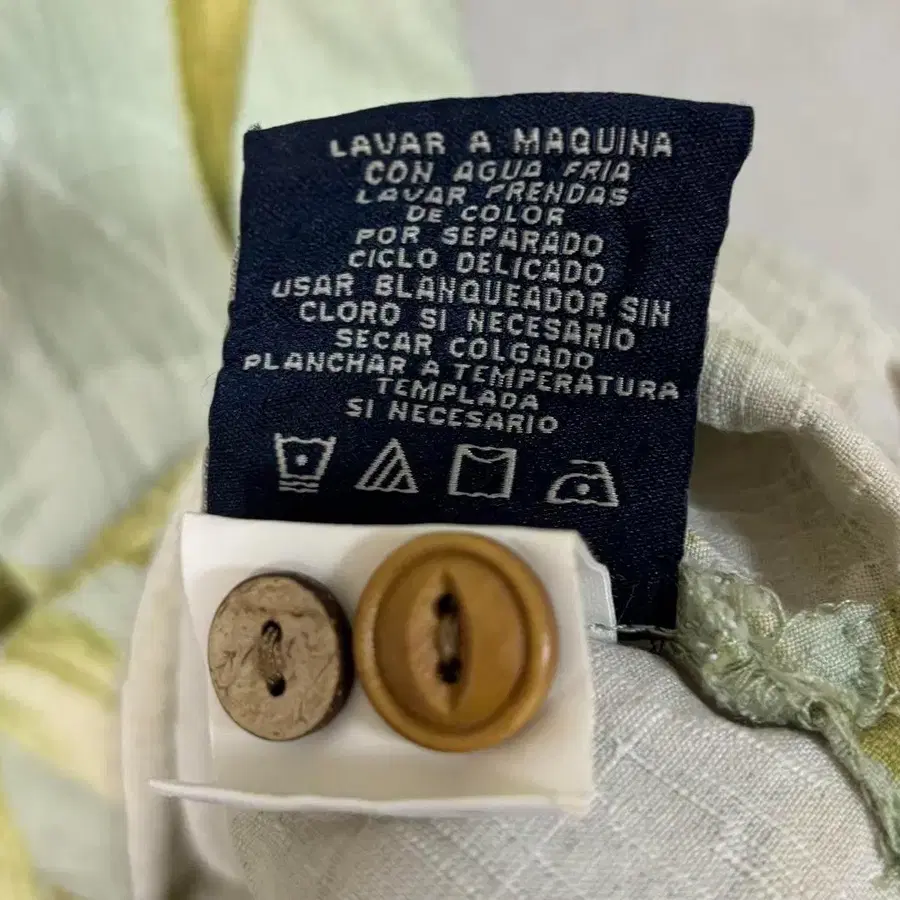 LAVAR A MAQUINA
CON AGUA FRIA
LAVAR PRENDAS
DE COLOR
POR SEPARADO
CICLO DELICADO
USAR BLANQUEADOR SIN
CLORO SI NECESARIO
SECAR COLGADO
PLANCHAR A TEMPERATURA
TEMPLADA
SI NECESARIO